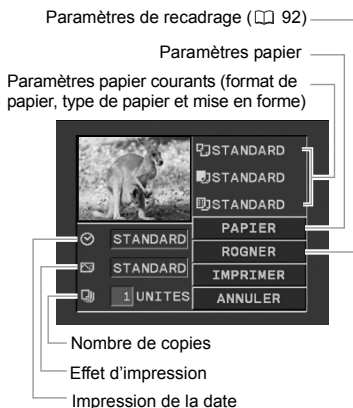 Paramètres de recadrage (92)
Paramètres papier
Paramètres papier courants (format de
papier, type de papier et mise en forme)
STANDARD
STANDARD
STANDARD
PAPIER
STANDARD
ROGNER
STANDARD
IMPRIMER
1 UNITES
ANNULER
Nombre de copies
Effet d'impression
Impression de la date